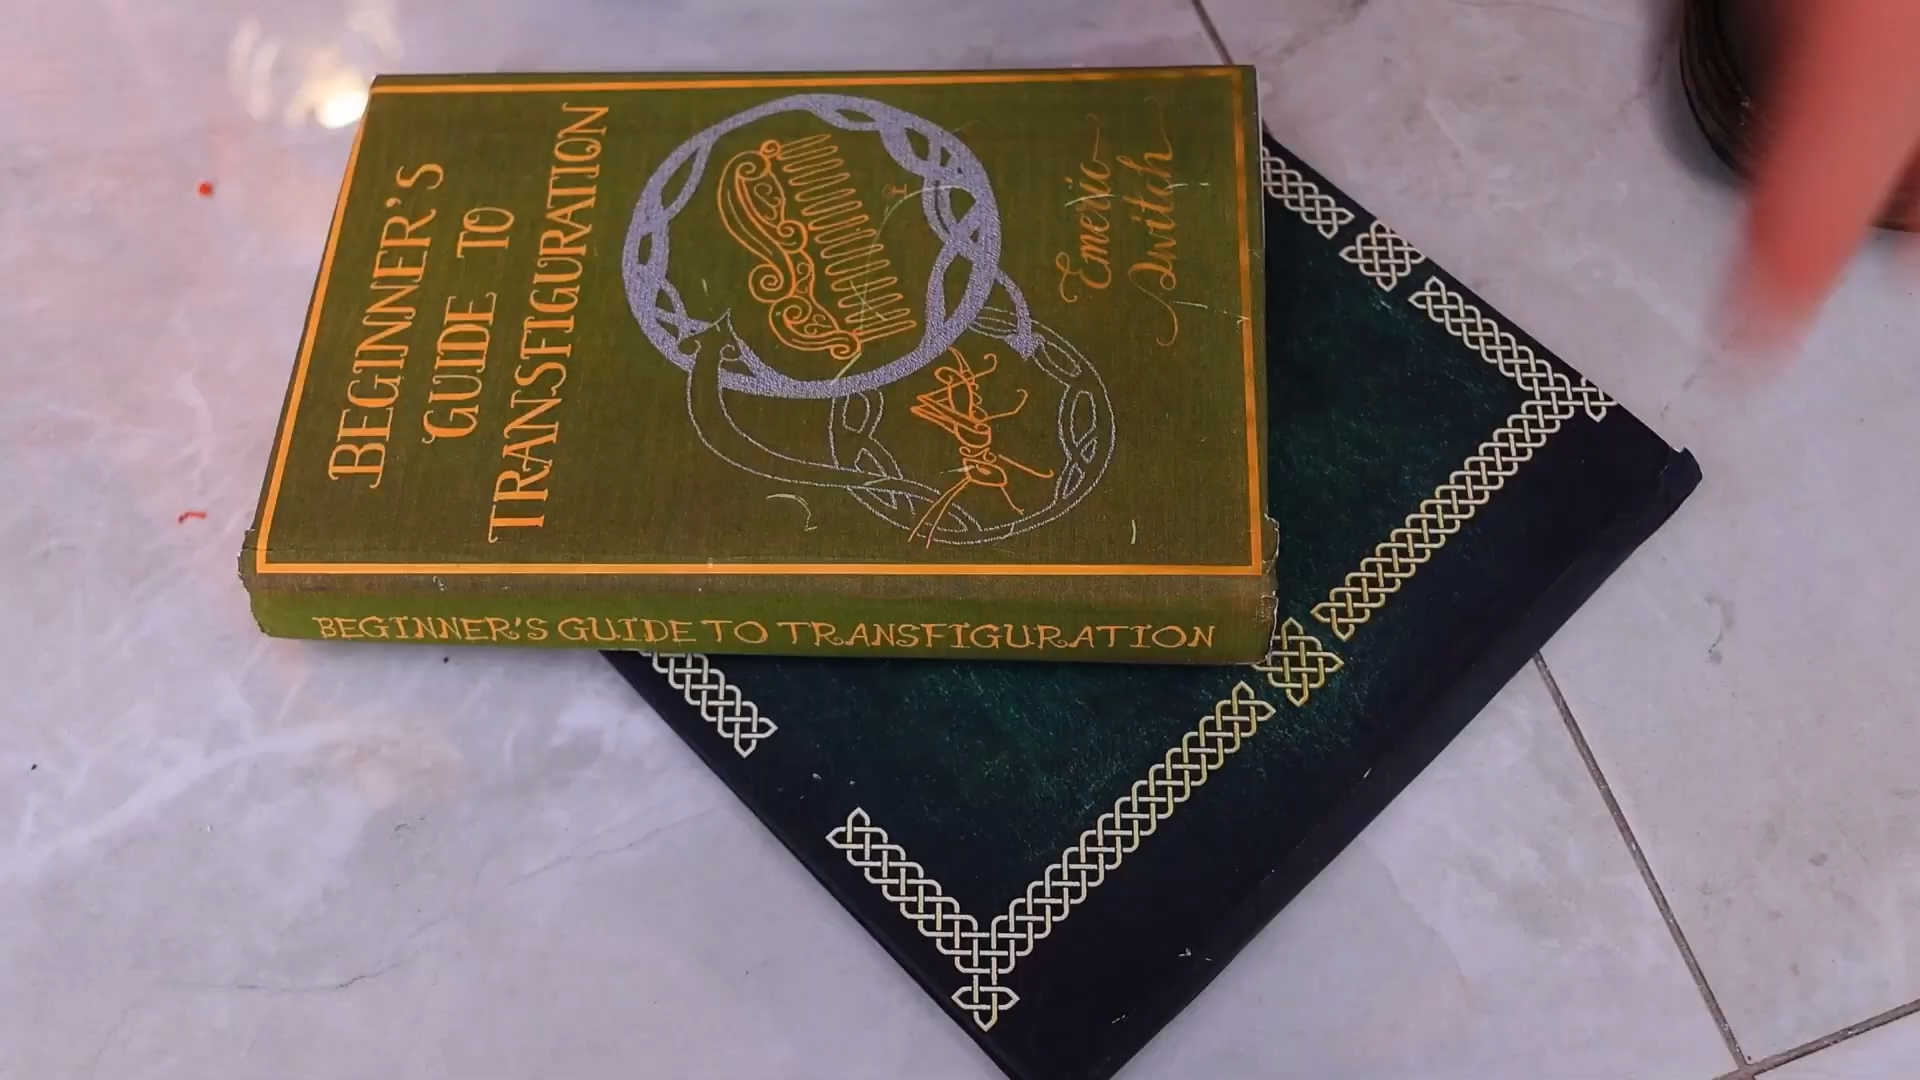 BEGINNER'S
GUIDE TO
TRANSFIGURATION
Emeric
Switch
BEGINNER'S GUIDE TO TRANSFIGURATION